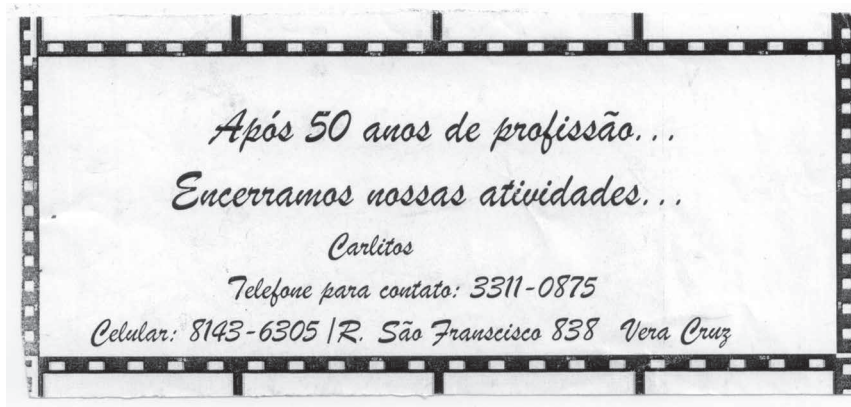 Após 50 anos de profissão...
Encerramos nossas atividades...
Carlitos
Telefone para contato: 3311-0875
Celular: 8143-6305 /R. São Franscisco 838 Vera Cruz